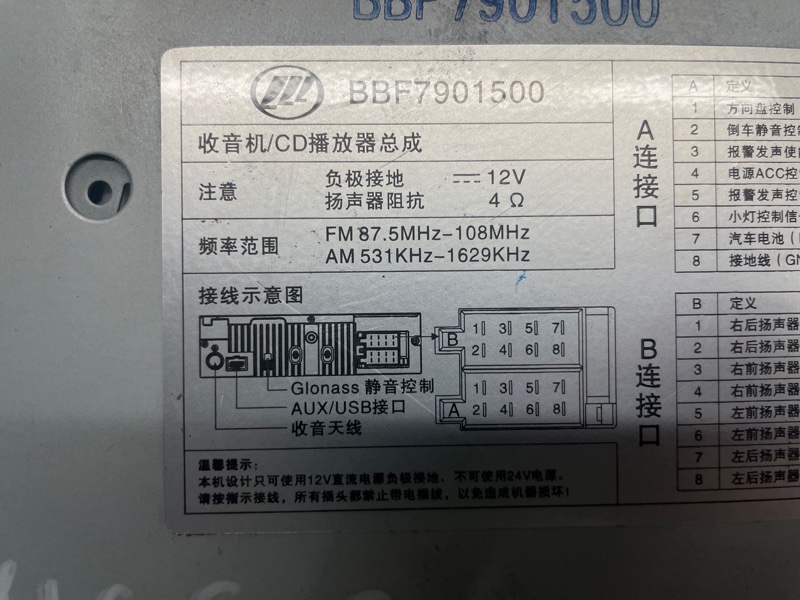 BBF7901500
BBF7901500
收音机/CD播放器总成
注意
负极接地 12V
扬声器阻抗 4 Ω
频率范围
FM 87.5MHz-108MHz
AM 531KHz-1629KHz
接线示意图
B 1 3 5 7
2 4 6 8
1 3 5 7
A 2 4 6 8
Glonass 静音控制
AUX/USB接口
收音天线
温馨提示:
本机设计只可使用12V直流电源负极接地,不可使用24V电源。
请按指示接线,所有插头都禁止带电插拔,以免造成机器损坏!
A连接口
A 定义
1 方向盘控制
2 倒车静音控制
3 报警发声使能
4 电源ACC控
5 报警发声控
6 小灯控制信
7 汽车电池(
8 接地线(GN
B连接口
B 定义
1 右后扬声器
2 右后扬声器
3 右前扬声器
4 右前扬声器
5 左前扬声器
6 左前扬声器
7 左后扬声器
8 左后扬声器